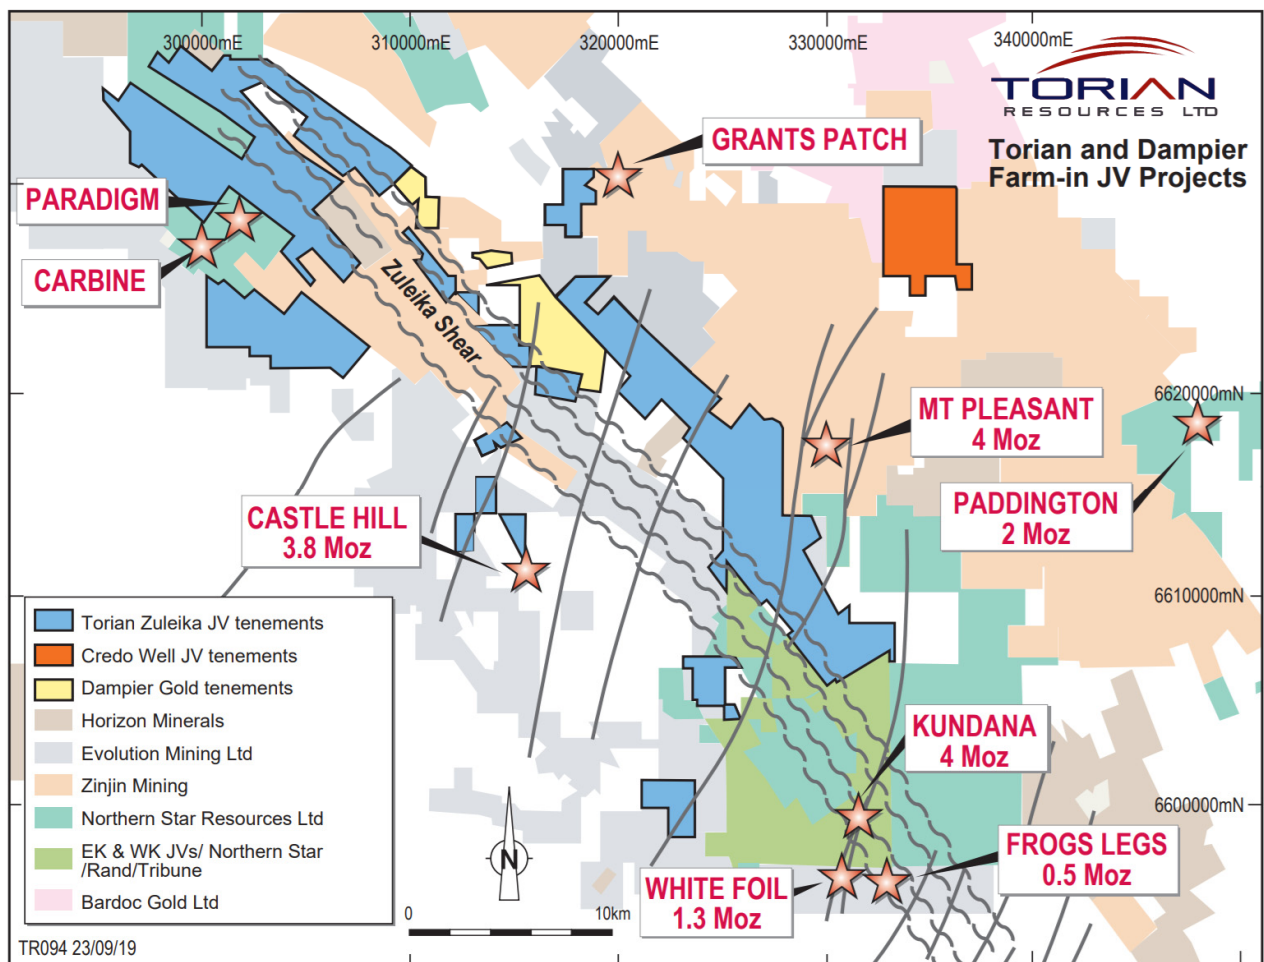 300000mE
310000mE
320000mE
330000mE
340000mE
TORIAN
RESOURCES LTD
Torian and Dampier
Farm-in JV Projects
GRANTS PATCH
PARADIGM
CARBINE
Zuleika Shear
6620000mN
MT PLEASANT
4 Moz
PADDINGTON
2 Moz
CASTLE HILL
3.8 Moz
6610000mN
Torian Zuleika JV tenements
Credo Well JV tenements
Dampier Gold tenements
Horizon Minerals
Evolution Mining Ltd
Zinjin Mining
Northern Star Resources Ltd
EK & WK JVs/ Northern Star
/Rand/Tribune
Bardoc Gold Ltd
KUNDANA
4 Moz
6600000mN
FROGS LEGS
0.5 Moz
WHITE FOIL
1.3 Moz
N
0
10km
TR094 23/09/19